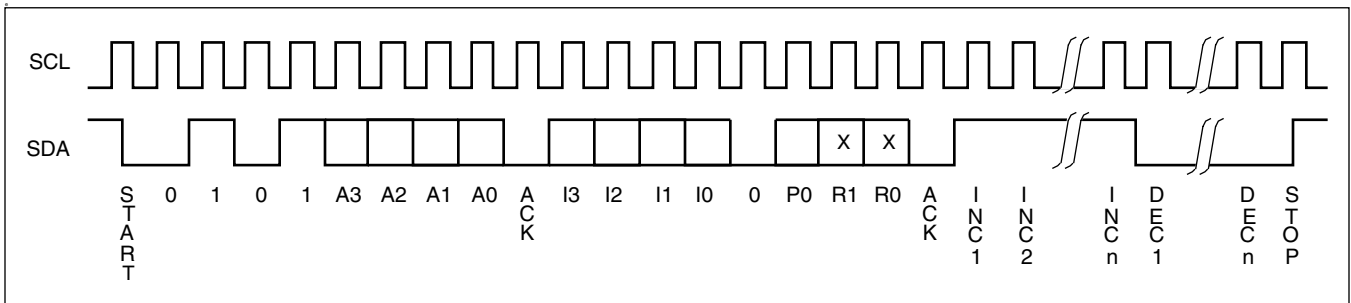 SCL
SDA
X X
START 0 1 0 1 A3 A2 A1 A0 ACK I3 I2 I1 I0 0 P0 R1 R0 ACK INC1 INC2 INCn DEC1 DECn STOP